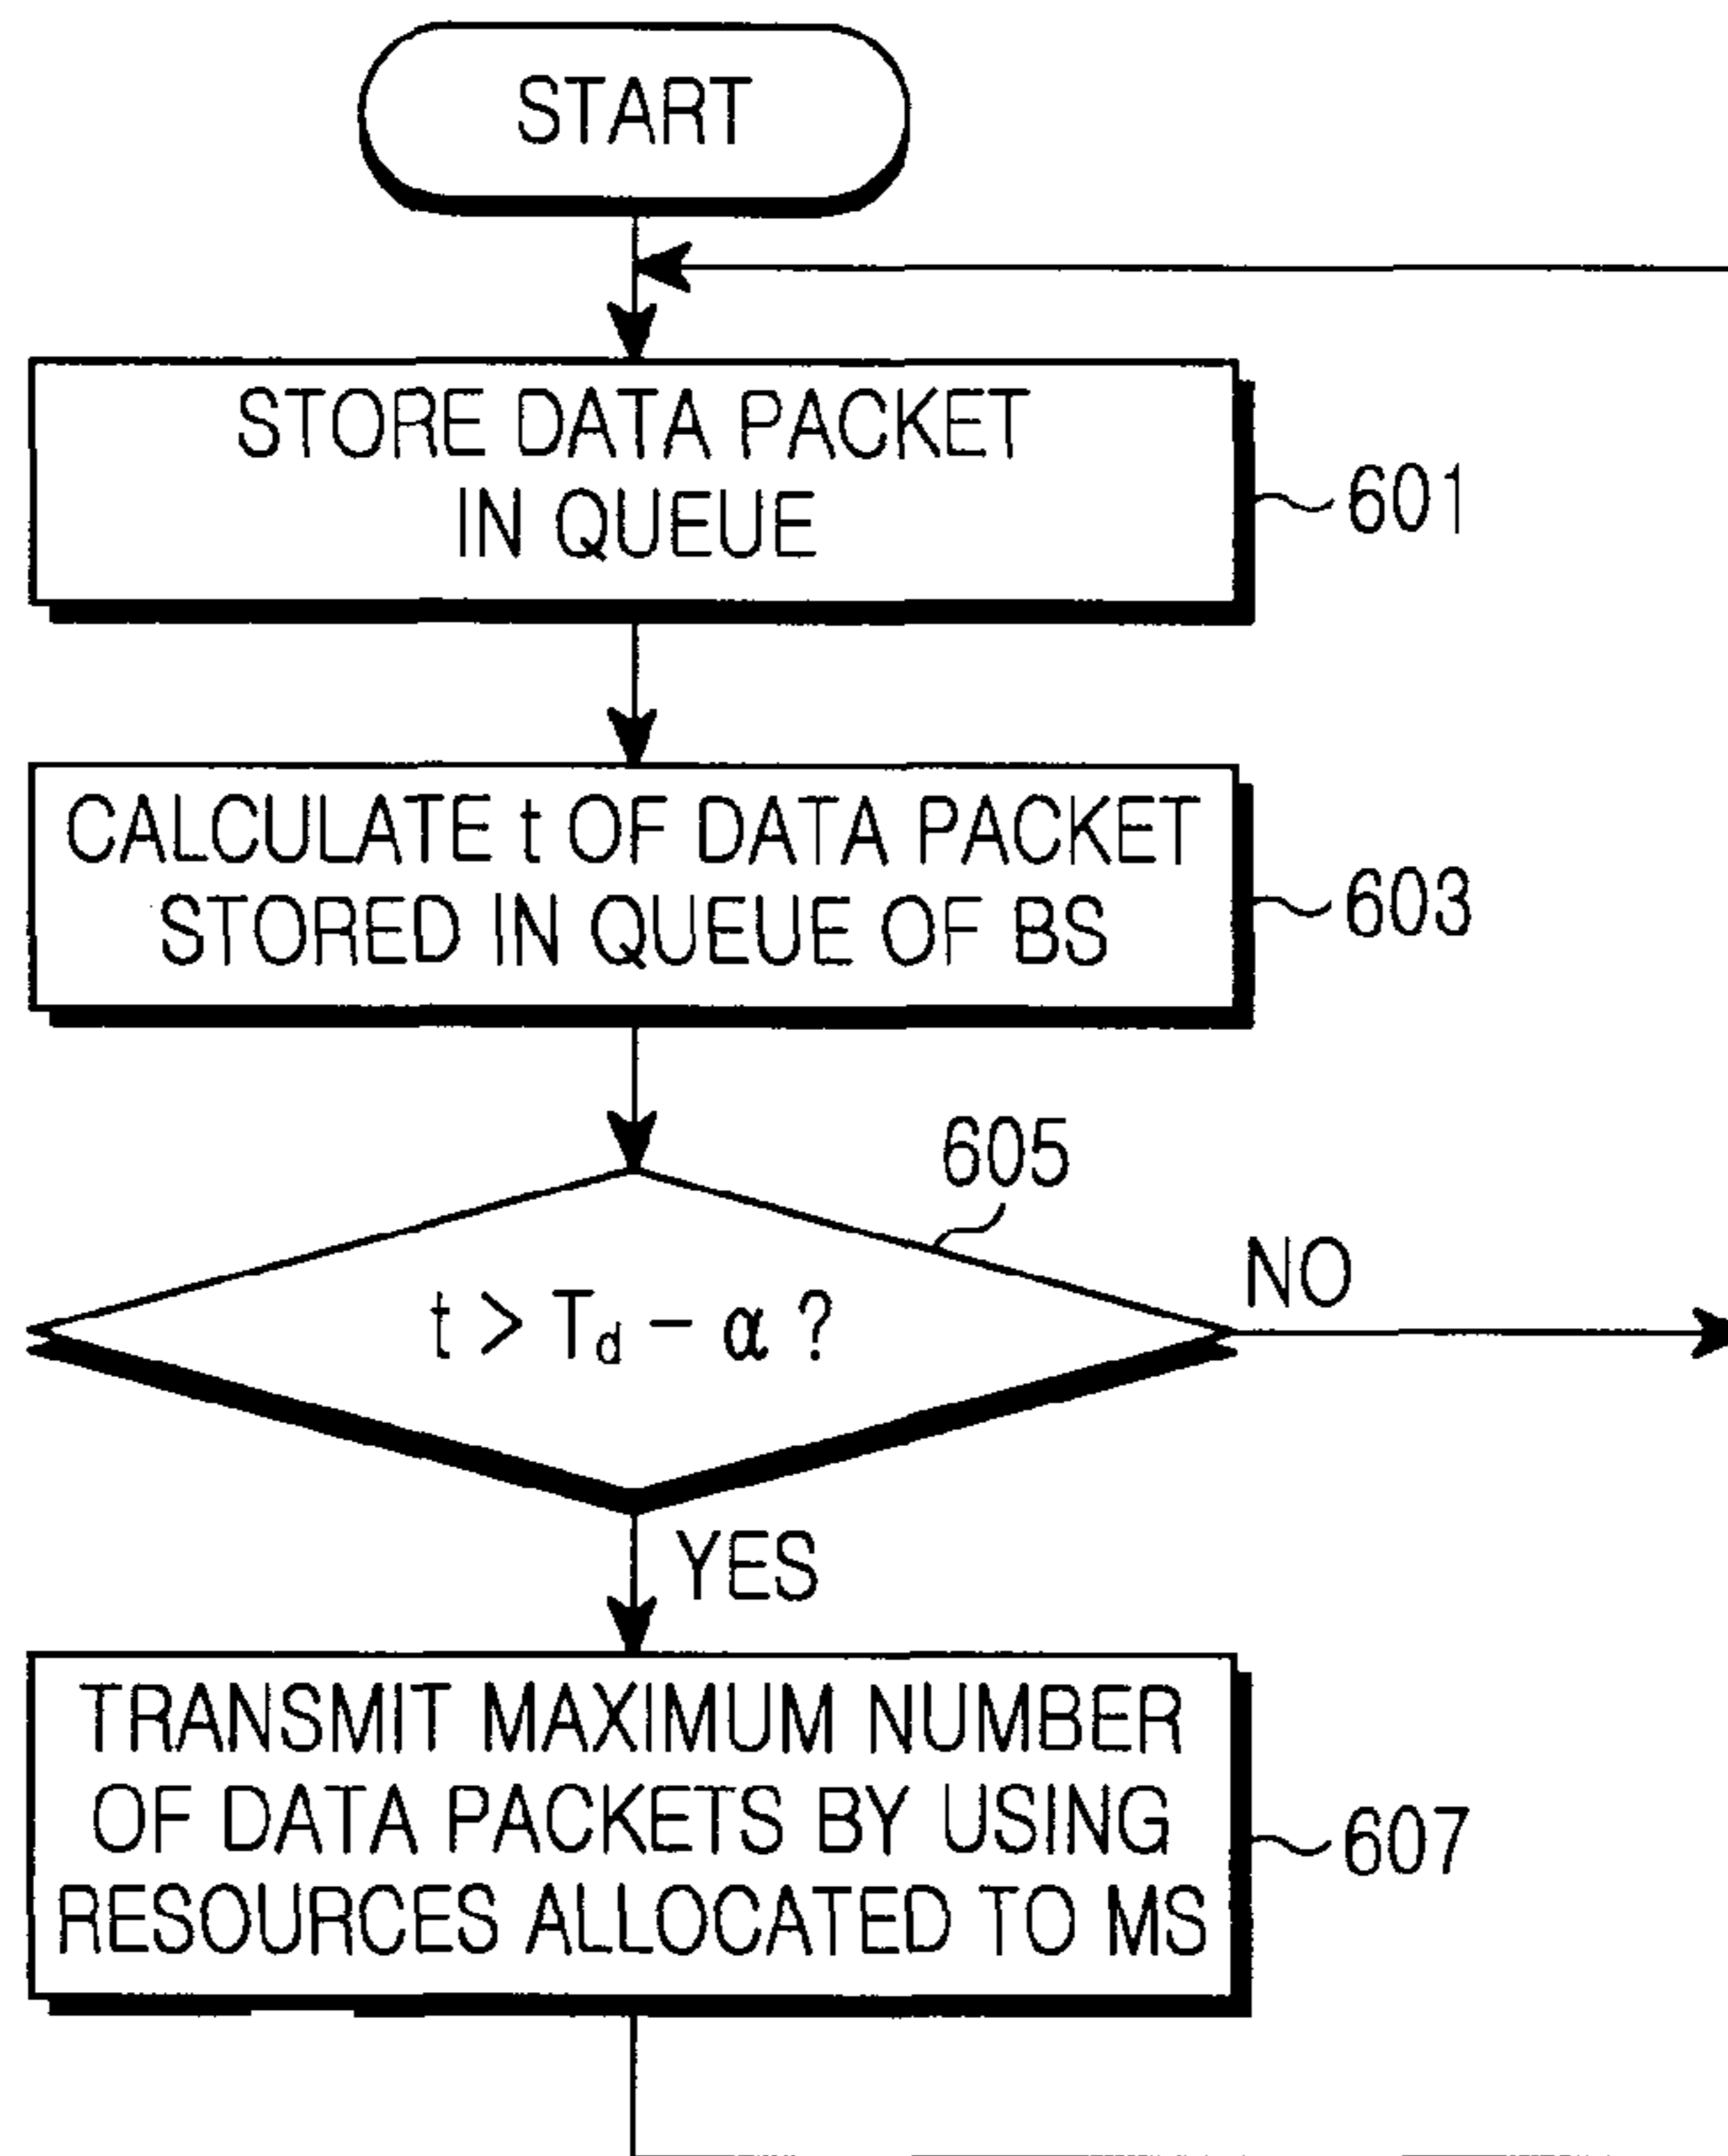 START
STORE DATA PACKET
IN QUEUE
601
CALCULATE t OF DATA PACKET
STORED IN QUEUE OF BS
603
605
t > Td − α ?
NO
YES
TRANSMIT MAXIMUM NUMBER
OF DATA PACKETS BY USING
RESOURCES ALLOCATED TO MS
607